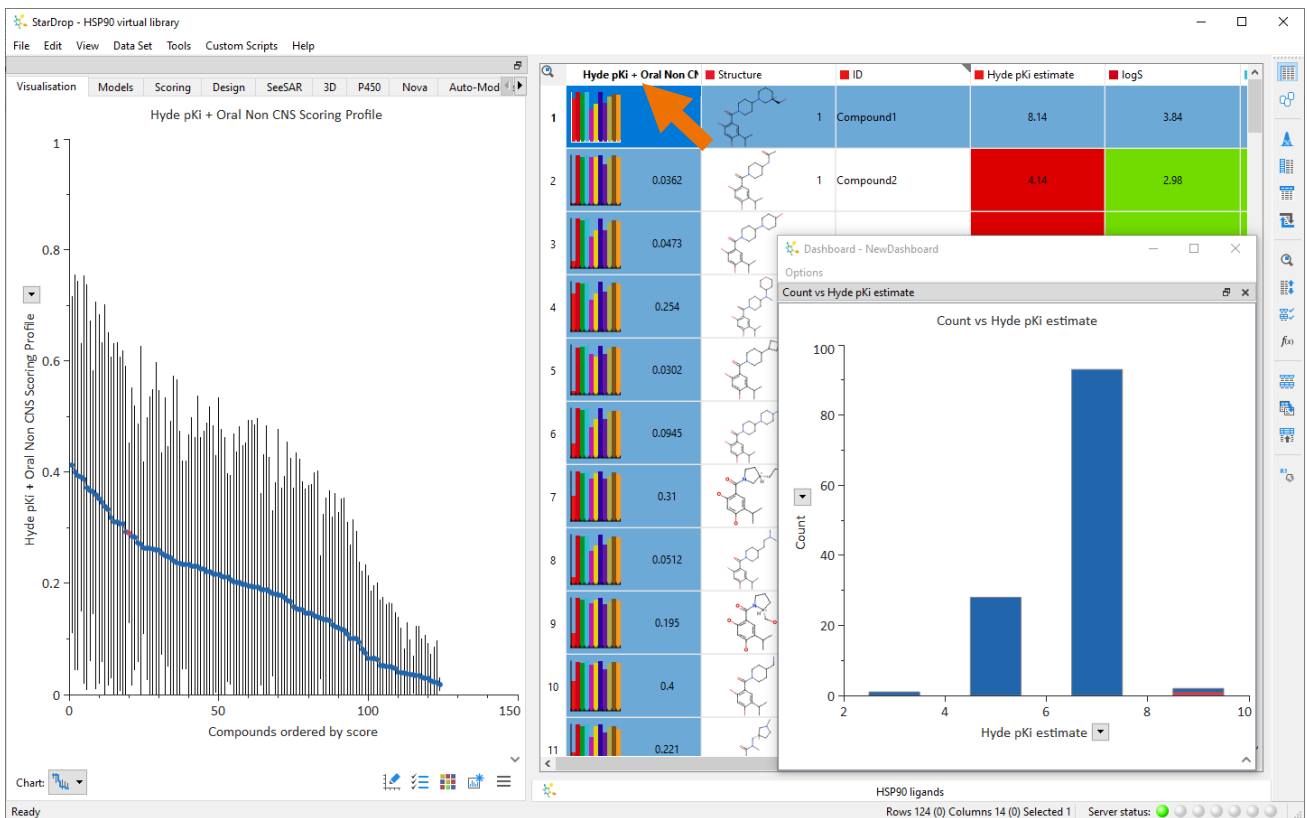 StarDrop - HSP90 virtual library
File Edit View Data Set Tools Custom Scripts Help
Visualisation Models Scoring Design SeeSAR 3D P450 Nova Auto-Mod
Hyde pKi + Oral Non CNS Scoring Profile
1
0.8
0.6
0.4
0.2
0
Hyde pKi + Oral Non CNS Scoring Profile
0 50 100 150
Compounds ordered by score
Chart:
Hyde pKi + Oral Non CN Structure ID Hyde pKi estimate logS
1 1 Compound1 8.14 3.84
2 0.0362 1 Compound2 4.14 2.98
3 0.0473
4 0.254
5 0.0302
6 0.0945
7 0.31
8 0.0512
9 0.195
10 0.4
11 0.221
Dashboard - NewDashboard
Options
Count vs Hyde pKi estimate
Count vs Hyde pKi estimate
100
80
60
40
20
0
Count
2 4 6 8 10
Hyde pKi estimate
f(x)
HSP90 ligands
Ready
Rows 124 (0) Columns 14 (0) Selected 1 Server status: